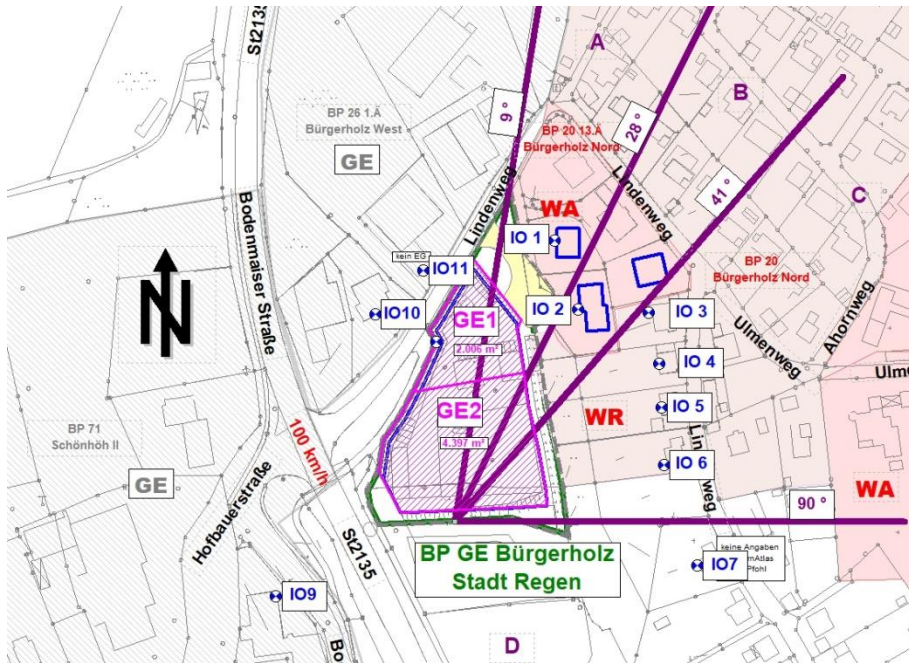 St2135
A
B
C
BP 26 1.Ä
Bürgerholz West
GE
9 °
28 °
41 °
BP 20 13.Ä
Bürgerholz Nord
Lindenweg
Lindenweg
WA
IO 1
kein EG
IO11
IO10
IO 2
IO 3
BP 20
Bürgerholz Nord
Ahornweg
Ulmenweg
N
Bodenmaiser Straße
GE1
2.006 m²
GE2
4.397 m²
IO 4
IO 5
IO 6
WR
WA
100 km/h
BP 71
Schönhöh II
GE
Hofbauerstraße
St2135
90 °
BP GE Bürgerholz
Stadt Regen
keine Angaben
IO7
IO9
D